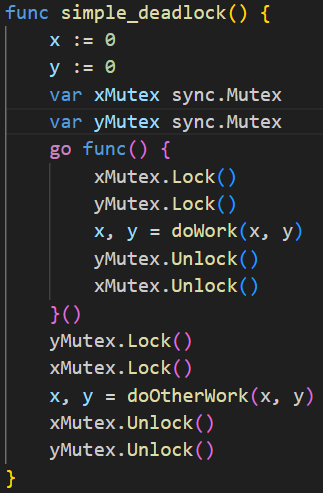 func simple_deadlock() {
    x := 0
    y := 0
    var xMutex sync.Mutex
    var yMutex sync.Mutex
    go func() {
        xMutex.Lock()
        yMutex.Lock()
        x, y = doWork(x, y)
        yMutex.Unlock()
        xMutex.Unlock()
    }()
    yMutex.Lock()
    xMutex.Lock()
    x, y = doOtherWork(x, y)
    xMutex.Unlock()
    yMutex.Unlock()
}